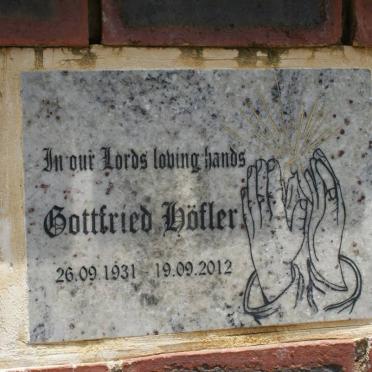 In our Lords loving hands
Gottfried Höfler
26.09.1931 - 19.09.2012